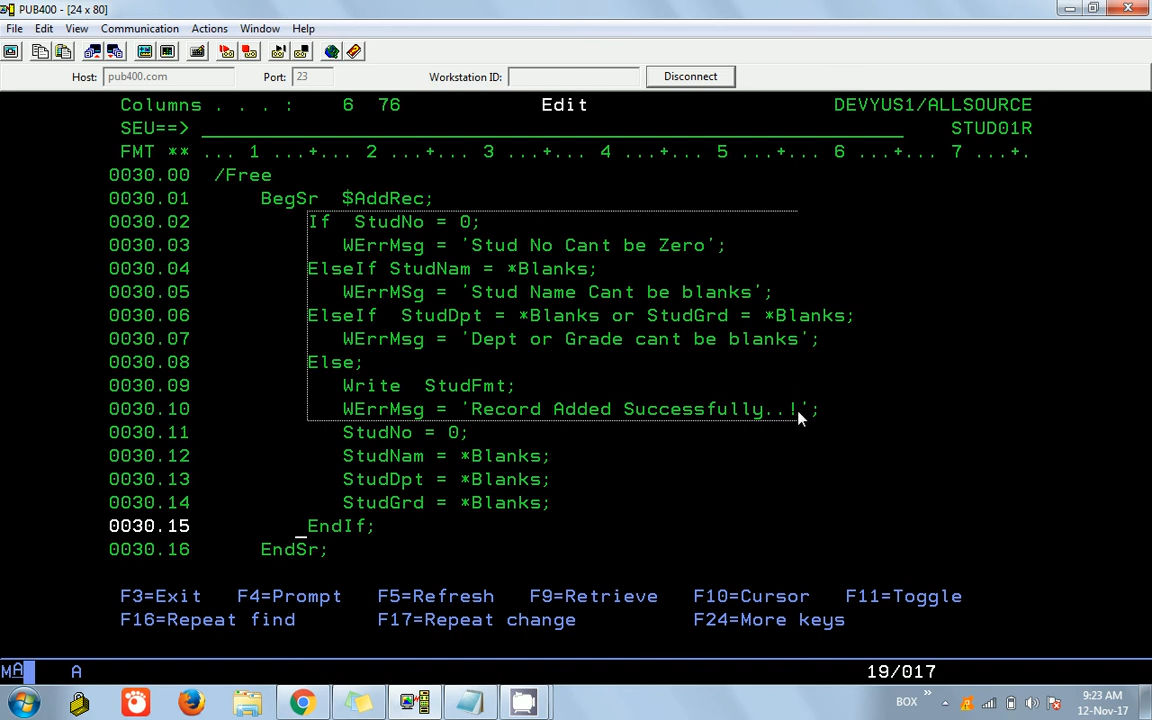 PUB400 - [24 x 80]
File Edit View Communication Actions Window Help
Host: pub400.com Port: 23 Workstation ID: Disconnect
Columns . . . : 6 76 Edit DEVYUS1/ALLSOURCE
SEU==> STUD01R
FMT ** ... 1 ...+... 2 ...+... 3 ...+... 4 ...+... 5 ...+... 6 ...+... 7 ...+.
0030.00 /Free
0030.01 BegSr $AddRec;
0030.02 If StudNo = 0;
0030.03 WErrMsg = 'Stud No Cant be Zero';
0030.04 ElseIf StudNam = *Blanks;
0030.05 WErrMSg = 'Stud Name Cant be blanks';
0030.06 ElseIf StudDpt = *Blanks or StudGrd = *Blanks;
0030.07 WErrMsg = 'Dept or Grade cant be blanks';
0030.08 Else;
0030.09 Write StudFmt;
0030.10 WErrMsg = 'Record Added Successfully..!';
0030.11 StudNo = 0;
0030.12 StudNam = *Blanks;
0030.13 StudDpt = *Blanks;
0030.14 StudGrd = *Blanks;
0030.15 _EndIf;
0030.16 EndSr;
F3=Exit F4=Prompt F5=Refresh F9=Retrieve F10=Cursor F11=Toggle
F16=Repeat find F17=Repeat change F24=More keys
MA A 19/017
BOX 9:23 AM
12-Nov-17